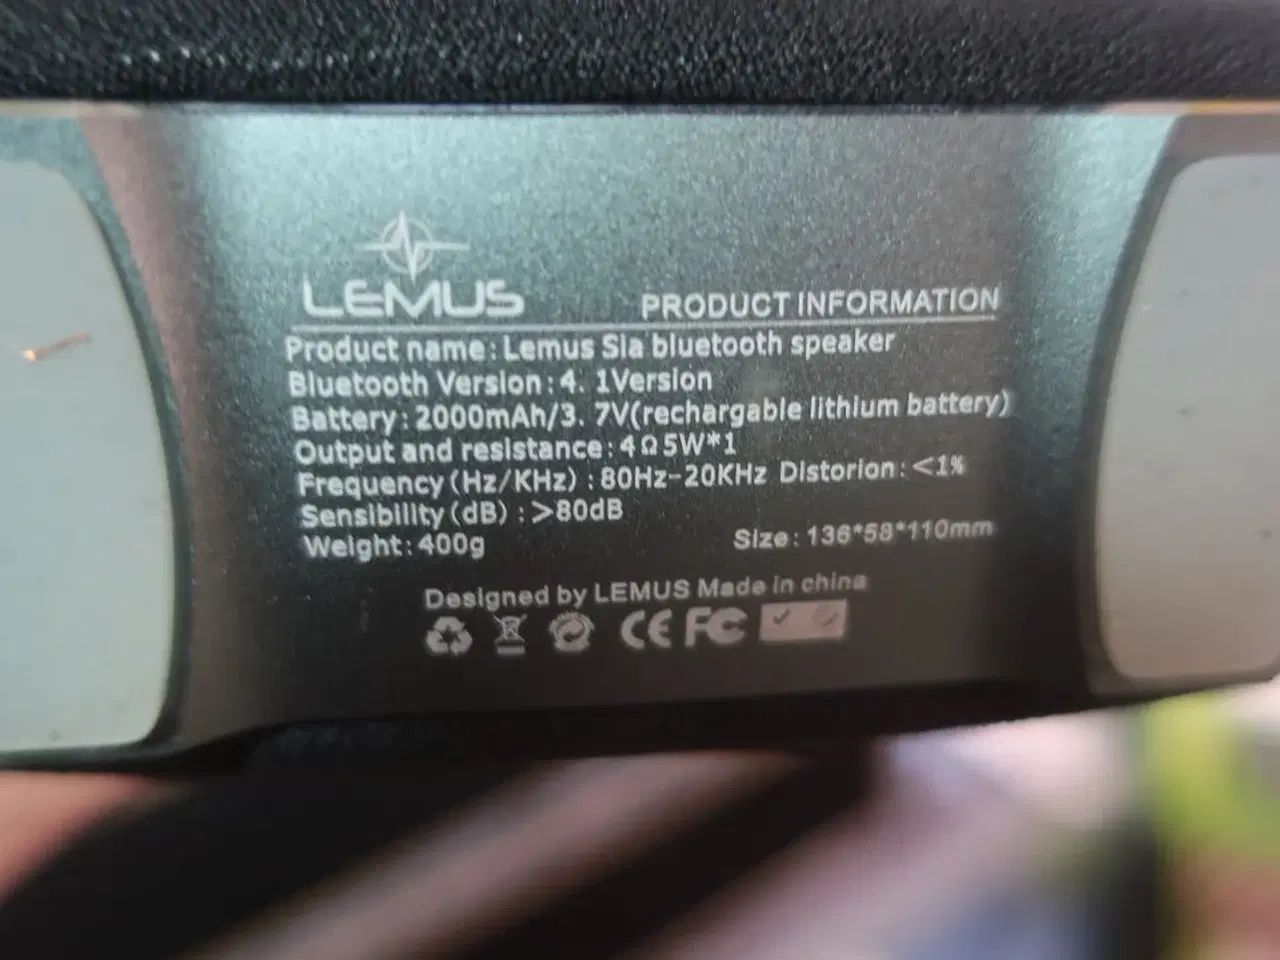 LEMUS
PRODUCT INFORMATION
Product name: Lemus Sia bluetooth speaker
Bluetooth Version: 4. 1Version
Battery: 2000mAh/3. 7V(rechargable lithium battery)
Output and resistance: 4Ω5W*1
Frequency(Hz/KHz) : 80Hz-20KHz Distorion: <1%
Sensibility(dB) : >80dB
Weight: 400g Size: 136*58*110mm
Designed by LEMUS Made in china
CE FC